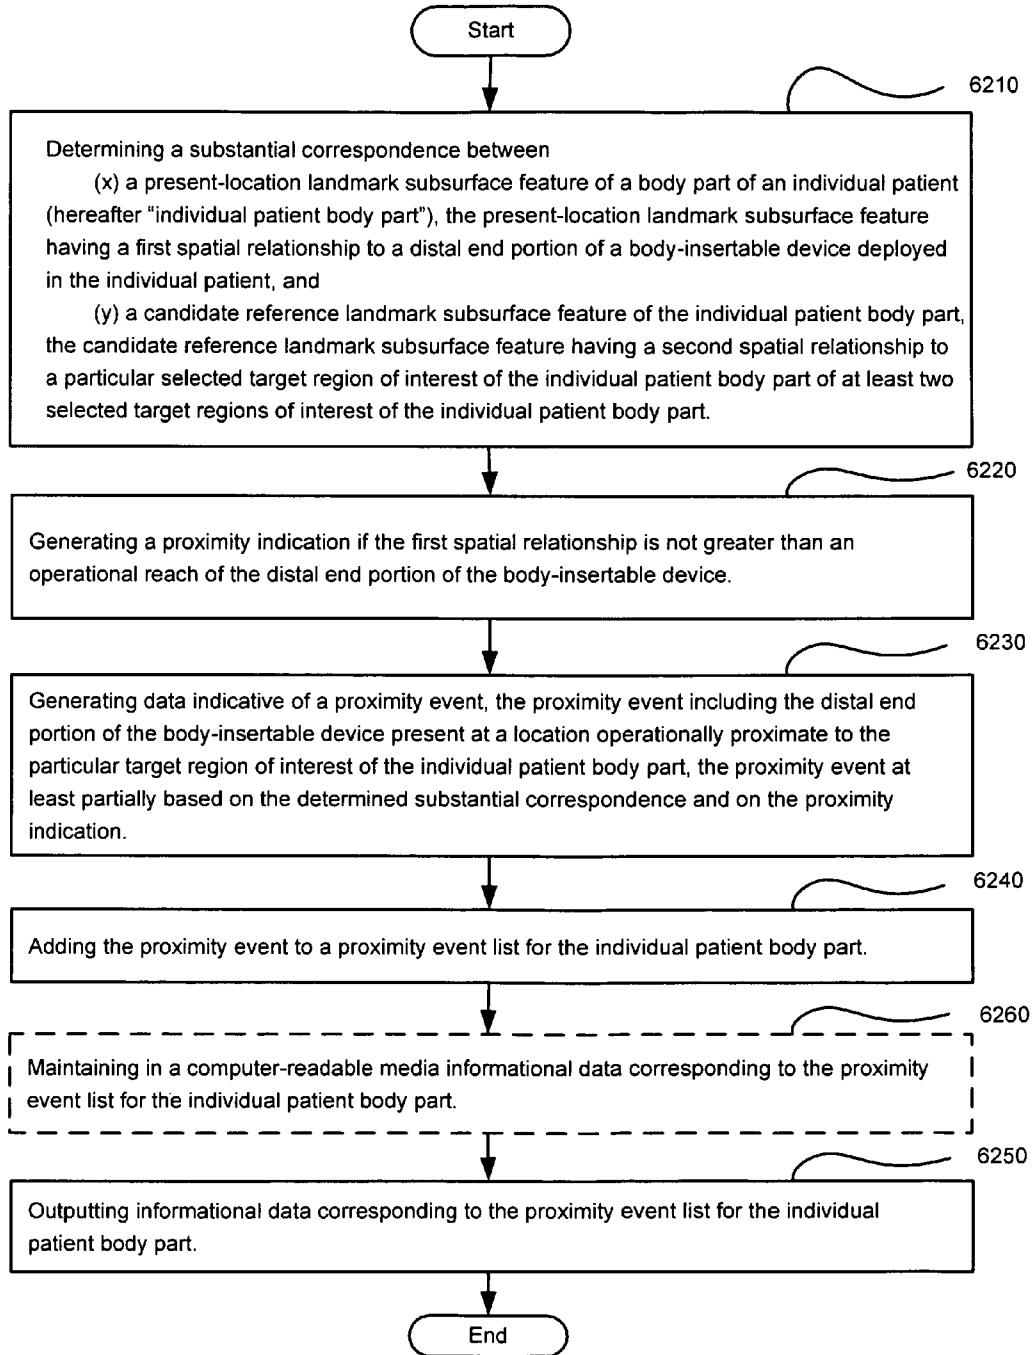 Start
6210
Determining a substantial correspondence between
(x) a present-location landmark subsurface feature of a body part of an individual patient
(hereafter “individual patient body part”), the present-location landmark subsurface feature
having a first spatial relationship to a distal end portion of a body-insertable device deployed
in the individual patient, and
(y) a candidate reference landmark subsurface feature of the individual patient body part,
the candidate reference landmark subsurface feature having a second spatial relationship to
a particular selected target region of interest of the individual patient body part of at least two
selected target regions of interest of the individual patient body part.
6220
Generating a proximity indication if the first spatial relationship is not greater than an
operational reach of the distal end portion of the body-insertable device.
6230
Generating data indicative of a proximity event, the proximity event including the distal end
portion of the body-insertable device present at a location operationally proximate to the
particular target region of interest of the individual patient body part, the proximity event at
least partially based on the determined substantial correspondence and on the proximity
indication.
6240
Adding the proximity event to a proximity event list for the individual patient body part.
6260
Maintaining in a computer-readable media informational data corresponding to the proximity
event list for the individual patient body part.
6250
Outputting informational data corresponding to the proximity event list for the individual
patient body part.
End